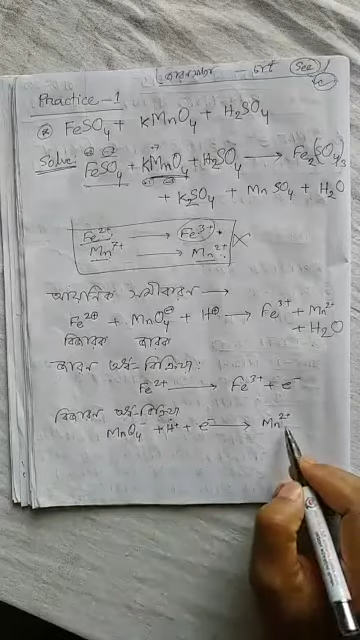 See
Practice-1
FeSO₄ + KMnO₄ + H₂SO₄
Solve: FeSO₄ + KMnO₄ + H₂SO₄ → Fe₂(SO₄)₃
+ K₂SO₄ + MnSO₄ + H₂O
Fe²⁺ → Fe³⁺
Mn⁷⁺ → Mn²⁺
আয়নিক সমীকরণ →
Fe²⁺ + MnO₄⁻ + H⁺ → Fe³⁺ + Mn²⁺
+ H₂O
বিজারক জারক
জারণ অর্ধ-বিক্রিয়া:
Fe²⁺ → Fe³⁺ + e⁻
বিজারণ অর্ধ-বিক্রিয়া
MnO₄⁻ + H⁺ + e⁻ → Mn²⁺